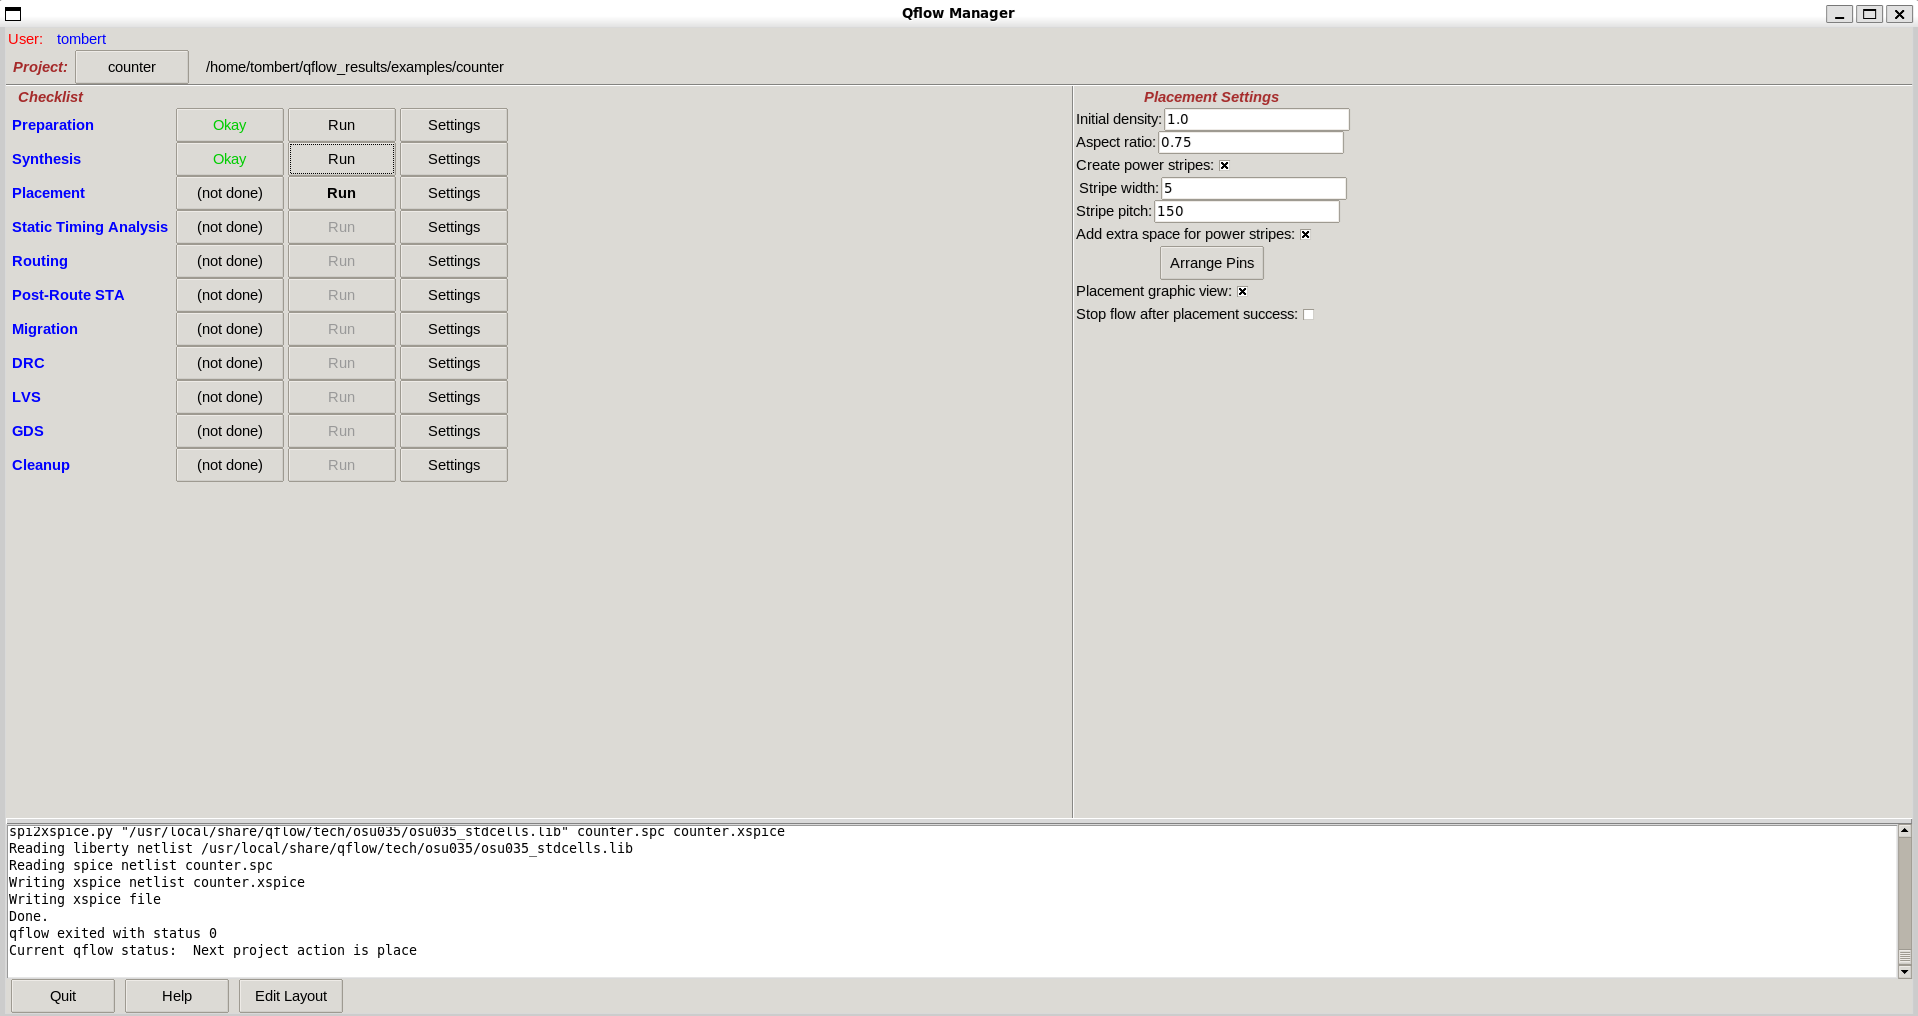 Qflow Manager
User: tombert
Project: counter /home/tombert/qflow_results/examples/counter
Checklist
Preparation Okay Run Settings
Synthesis Okay Run Settings
Placement (not done) Run Settings
Static Timing Analysis (not done) Run Settings
Routing (not done) Run Settings
Post-Route STA (not done) Run Settings
Migration (not done) Run Settings
DRC (not done) Run Settings
LVS (not done) Run Settings
GDS (not done) Run Settings
Cleanup (not done) Run Settings
Placement Settings
Initial density: 1.0
Aspect ratio: 0.75
Create power stripes:
Stripe width: 5
Stripe pitch: 150
Add extra space for power stripes:
Arrange Pins
Placement graphic view:
Stop flow after placement success:
spi2xspice.py "/usr/local/share/qflow/tech/osu035/osu035_stdcells.lib" counter.spc counter.xspice
Reading liberty netlist /usr/local/share/qflow/tech/osu035/osu035_stdcells.lib
Reading spice netlist counter.spc
Writing xspice netlist counter.xspice
Writing xspice file
Done.
qflow exited with status 0
Current qflow status:  Next project action is place
Quit Help Edit Layout